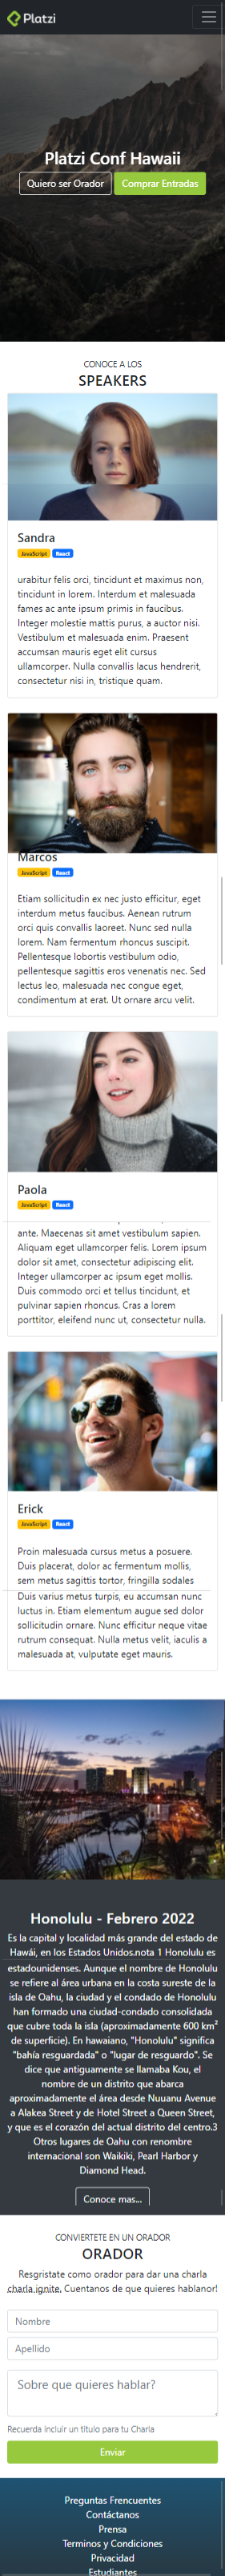 Platzi
Platzi Conf Hawaii
Quiero ser Orador
Comprar Entradas
CONOCE A LOS
SPEAKERS
Sandra
JavaScript React
urabitur felis orci, tincidunt et maximus non,
tincidunt in lorem. Interdum et malesuada
fames ac ante ipsum primis in faucibus.
Integer molestie mattis purus, a auctor nisi.
Vestibulum et malesuada enim. Praesent
accumsan mauris eget elit cursus
ullamcorper. Nulla convallis lacus hendrerit,
consectetur nisi in, tristique quam.
Marcos
JavaScript React
Etiam sollicitudin ex nec justo efficitur, eget
interdum metus faucibus. Aenean rutrum
orci quis convallis laoreet. Nunc sed nulla
lorem. Nam fermentum rhoncus suscipit.
Pellentesque lobortis vestibulum odio,
pellentesque sagittis eros venenatis nec. Sed
lectus leo, malesuada nec congue eget,
condimentum at erat. Ut ornare arcu velit.
Paola
JavaScript React
ante. Maecenas sit amet vestibulum sapien.
Aliquam eget ullamcorper felis. Lorem ipsum
dolor sit amet, consectetur adipiscing elit.
Integer ullamcorper ac ipsum eget mollis.
Duis commodo orci et tellus tincidunt, et
pulvinar sapien rhoncus. Cras a lorem
porttitor, eleifend nunc ut, consectetur nulla.
Erick
JavaScript React
Proin malesuada cursus metus a posuere.
Duis placerat, dolor ac fermentum mollis,
sem metus sagittis tortor, fringilla sodales
Duis varius metus turpis, eu accumsan nunc
luctus in. Etiam elementum augue sed dolor
sollicitudin ornare. Nunc efficitur neque vitae
rutrum consequat. Nulla metus velit, iaculis a
malesuada at, vulputate eget mauris.
Honolulu - Febrero 2022
Es la capital y localidad más grande del estado de
Hawái, en los Estados Unidos.nota 1 Honolulu es
estadounidenses. Aunque el nombre de Honolulu
se refiere al área urbana en la costa sureste de la
isla de Oahu, la ciudad y el condado de Honolulu
han formado una ciudad-condado consolidada
que cubre toda la isla (aproximadamente 600 km²
de superficie). En hawaiano, "Honolulu" significa
"bahía resguardada" o "lugar de resguardo". Se
dice que antiguamente se llamaba Kou, el
nombre de un distrito que abarca
aproximadamente el área desde Nuuanu Avenue
a Alakea Street y de Hotel Street a Queen Street,
y que es el corazón del actual distrito del centro.3
Otros lugares de Oahu con renombre
internacional son Waikiki, Pearl Harbour y
Diamond Head.
Conoce mas...
CONVIERTETE EN UN ORADOR
ORADOR
Resgristate como orador para dar una charla
charla ignite. Cuentanos de que quieres hablanor!
Nombre
Apellido
Sobre que quieres hablar?
Recuerda incluir un titulo para tu Charla
Enviar
Preguntas Frencuentes
Contáctanos
Prensa
Terminos y Condiciones
Privacidad
Estudiantes